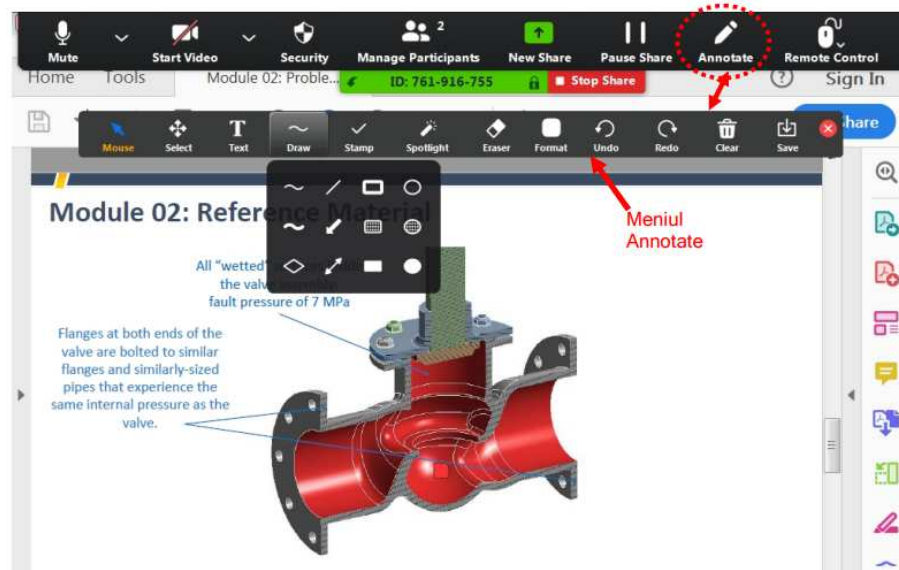 2
Mute Start Video Security Manage Participants New Share Pause Share Annotate Remote Control
Home Tools Module 02: Proble... ID: 761-916-755 Stop Share ? Sign In
Share
Mouse Select Text Draw Stamp Spotlight Eraser Format Undo Redo Clear Save
Module 02: Reference Material
Meniul
Annotate
All "wetted"
the valve assembly:
fault pressure of 7 MPa
Flanges at both ends of the
valve are bolted to similar
flanges and similarly-sized
pipes that experience the
same internal pressure as the
valve.